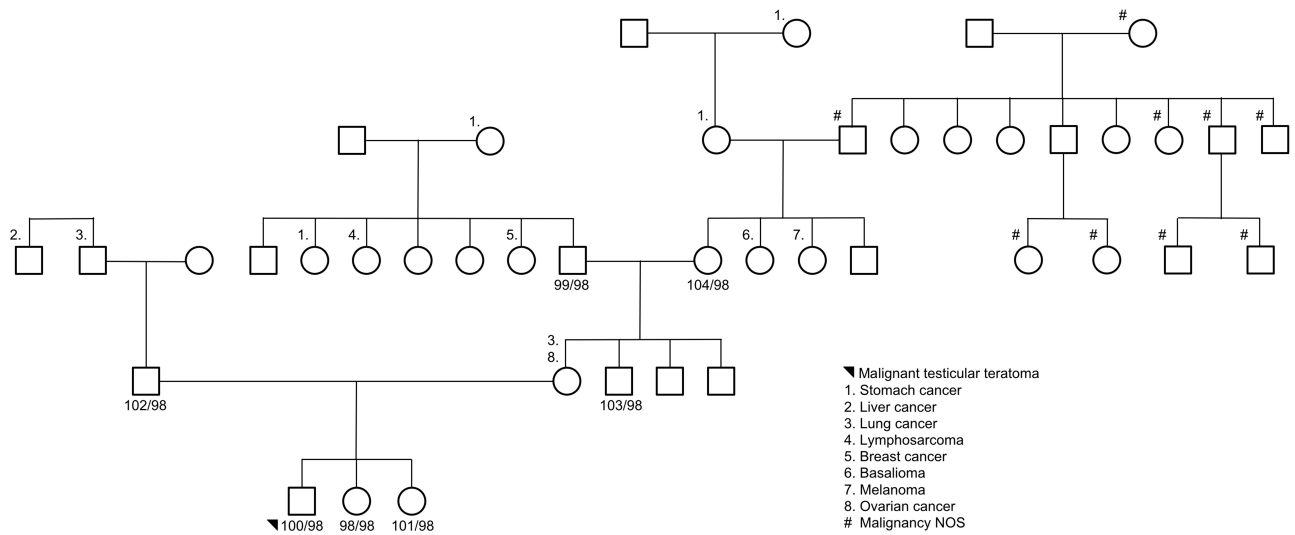 1.
#
1.
1.
#
#
#
#
2.
3.
1.
4.
5.
6.
7.
#
#
#
#
99/98
104/98
3.
8.
102/98
103/98
Malignant testicular teratoma
1. Stomach cancer
2. Liver cancer
3. Lung cancer
4. Lymphosarcoma
5. Breast cancer
6. Basalioma
7. Melanoma
8. Ovarian cancer
# Malignancy NOS
100/98
98/98
101/98